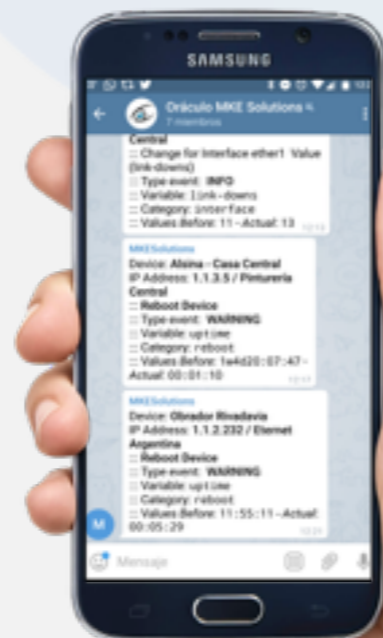 SAMSUNG
Oráculo MKE Solutions
7 miembros
Central
:: Change for Interface ether1 Value
(link-downs)
:: Type event: INFO
:: Variable: link-downs
:: Category: interface
:: Values Before: 11 - Actual: 13
MKESolutions
Device: Alsina - Casa Central
IP Address: 1.1.3.5 / Pinturería
Central
:: Reboot Device
:: Type event: WARNING
:: Variable: uptime
:: Category: reboot
:: Values Before: 1w4d20:07:47 -
Actual: 00:01:10
MKESolutions
Device: Obrador Rivadavia
IP Address: 1.1.2.232 / Eternet
Argentina
:: Reboot Device
:: Type event: WARNING
:: Variable: uptime
:: Category: reboot
:: Values Before: 11:55:11 - Actual:
00:05:29
M
Mensaje